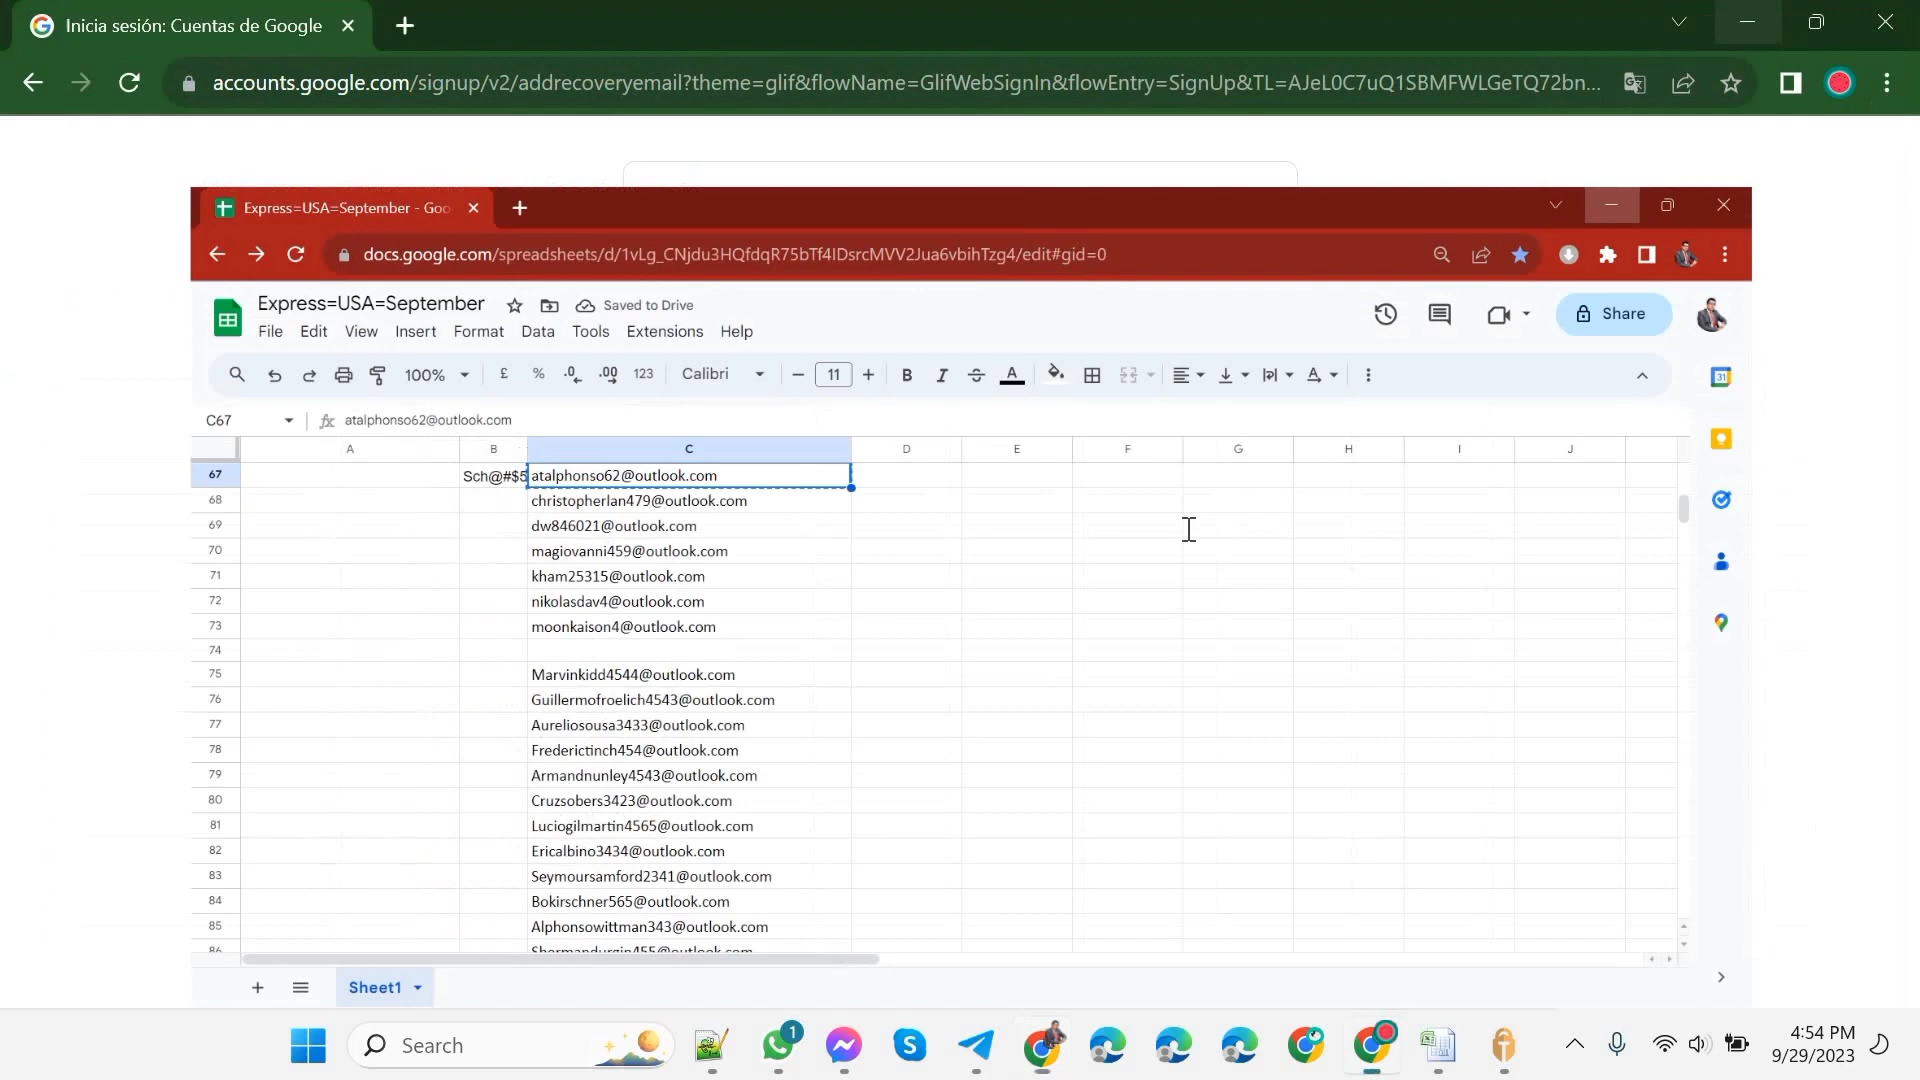 Inicia sesión: Cuentas de Google
accounts.google.com/signup/v2/addrecoveryemail?theme=glif&flowName=GlifWebSignIn&flowEntry=SignUp&TL=AJeL0C7uQ1SBMFWLGeTQ72bn...
Express=USA=September - Goo
docs.google.com/spreadsheets/d/1vLg_CNjdu3HQfdqR75bTf4IDsrcMVV2Jua6vbihTzg4/edit#gid=0
Express=USA=September Saved to Drive
File Edit View Insert Format Data Tools Extensions Help
Share
100% £ % .0 .00 123 Calibri 11 B I A
31
C67 fx atalphonso62@outlook.com
A B C D E F G H I J
67 Sch@#$5 atalphonso62@outlook.com
68 christopherlan479@outlook.com
69 dw846021@outlook.com
70 magiovanni459@outlook.com
71 kham25315@outlook.com
72 nikolasdav4@outlook.com
73 moonkaison4@outlook.com
74
75 Marvinkidd4544@outlook.com
76 Guillermofroelich4543@outlook.com
77 Aureliosousa3433@outlook.com
78 Frederictinch454@outlook.com
79 Armandnunley4543@outlook.com
80 Cruzsobers3423@outlook.com
81 Luciogilmartin4565@outlook.com
82 Ericalbino3434@outlook.com
83 Seymoursamford2341@outlook.com
84 Bokirschner565@outlook.com
85 Alphonsowittman343@outlook.com
86 Shermandurgin455@outlook.com
Sheet1
Search
1
4:54 PM
9/29/2023